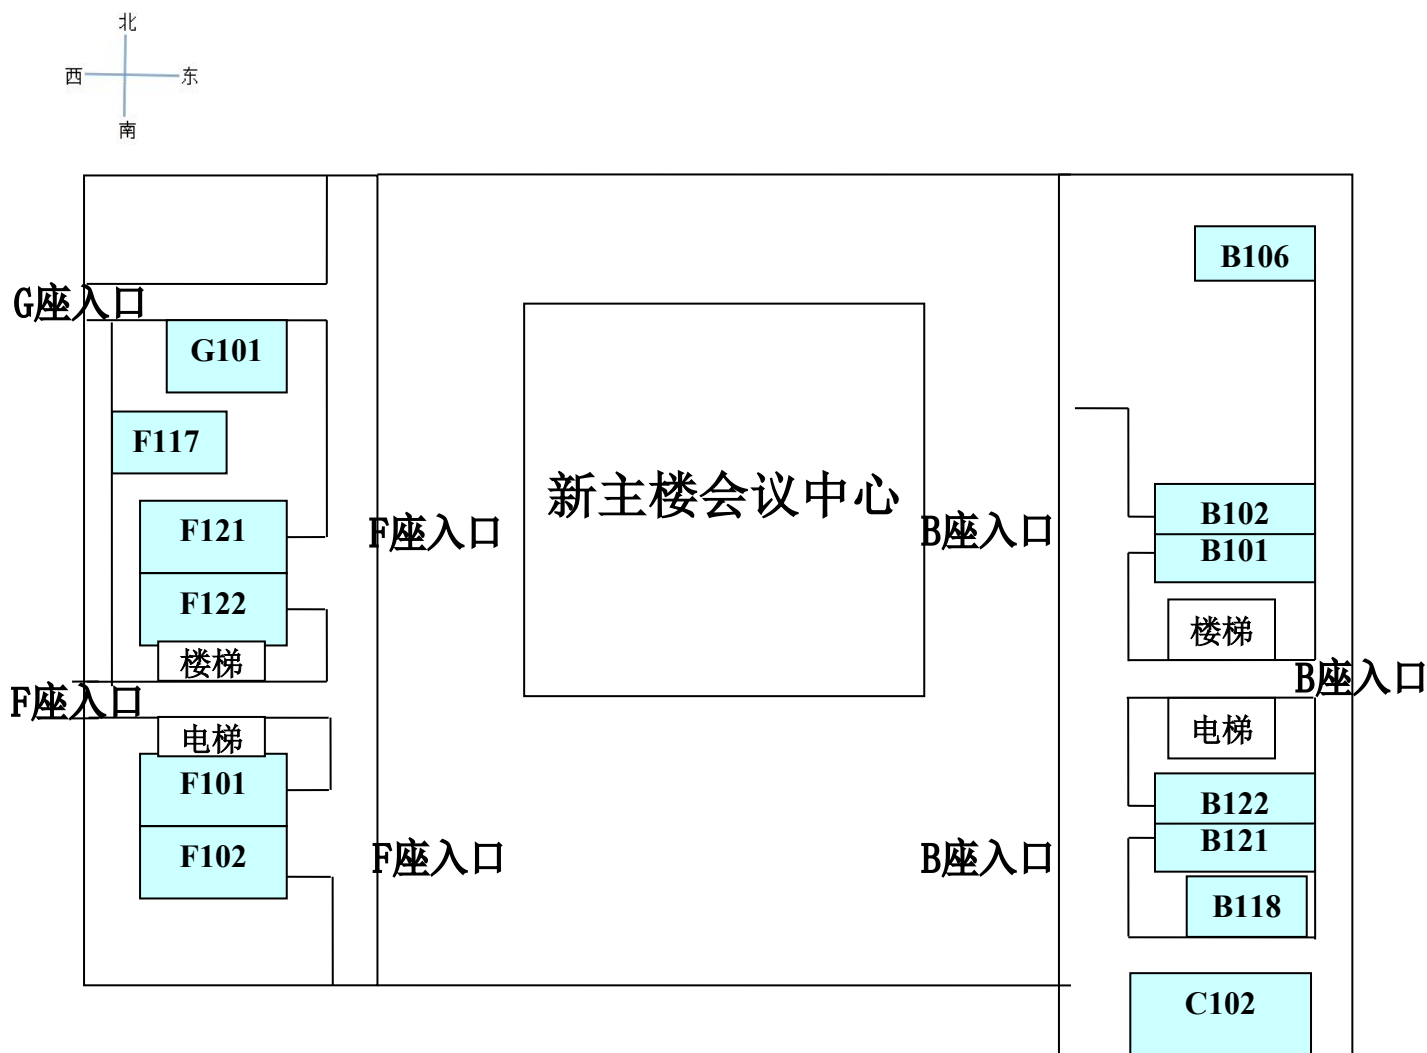 北
西
东
南
B106
G座入口
G101
F117
新主楼会议中心
F121
F座入口
B座入口
B102
B101
F122
楼梯
楼梯
F座入口
B座入口
电梯
电梯
F101
B122
B121
F102
F座入口
B座入口
B118
C102